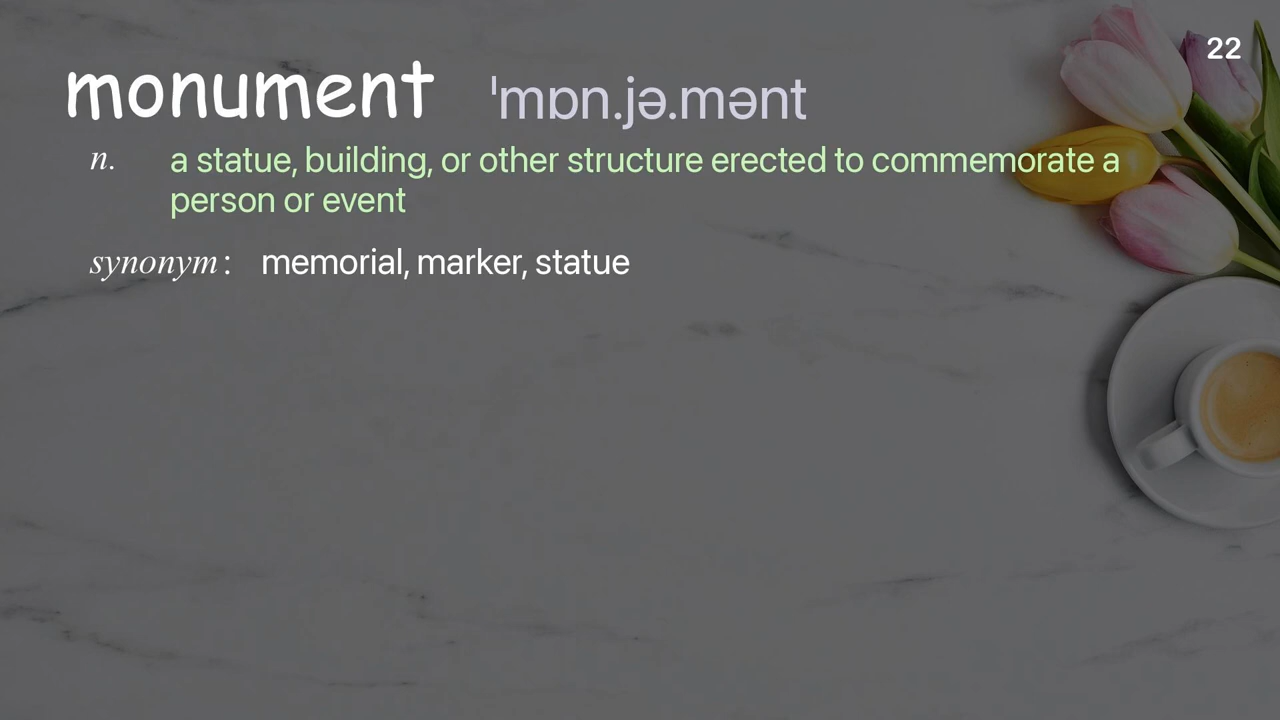 22
monument ˈmɒn.jə.mənt
n. a statue, building, or other structure erected to commemorate a
person or event
synonym : memorial, marker, statue